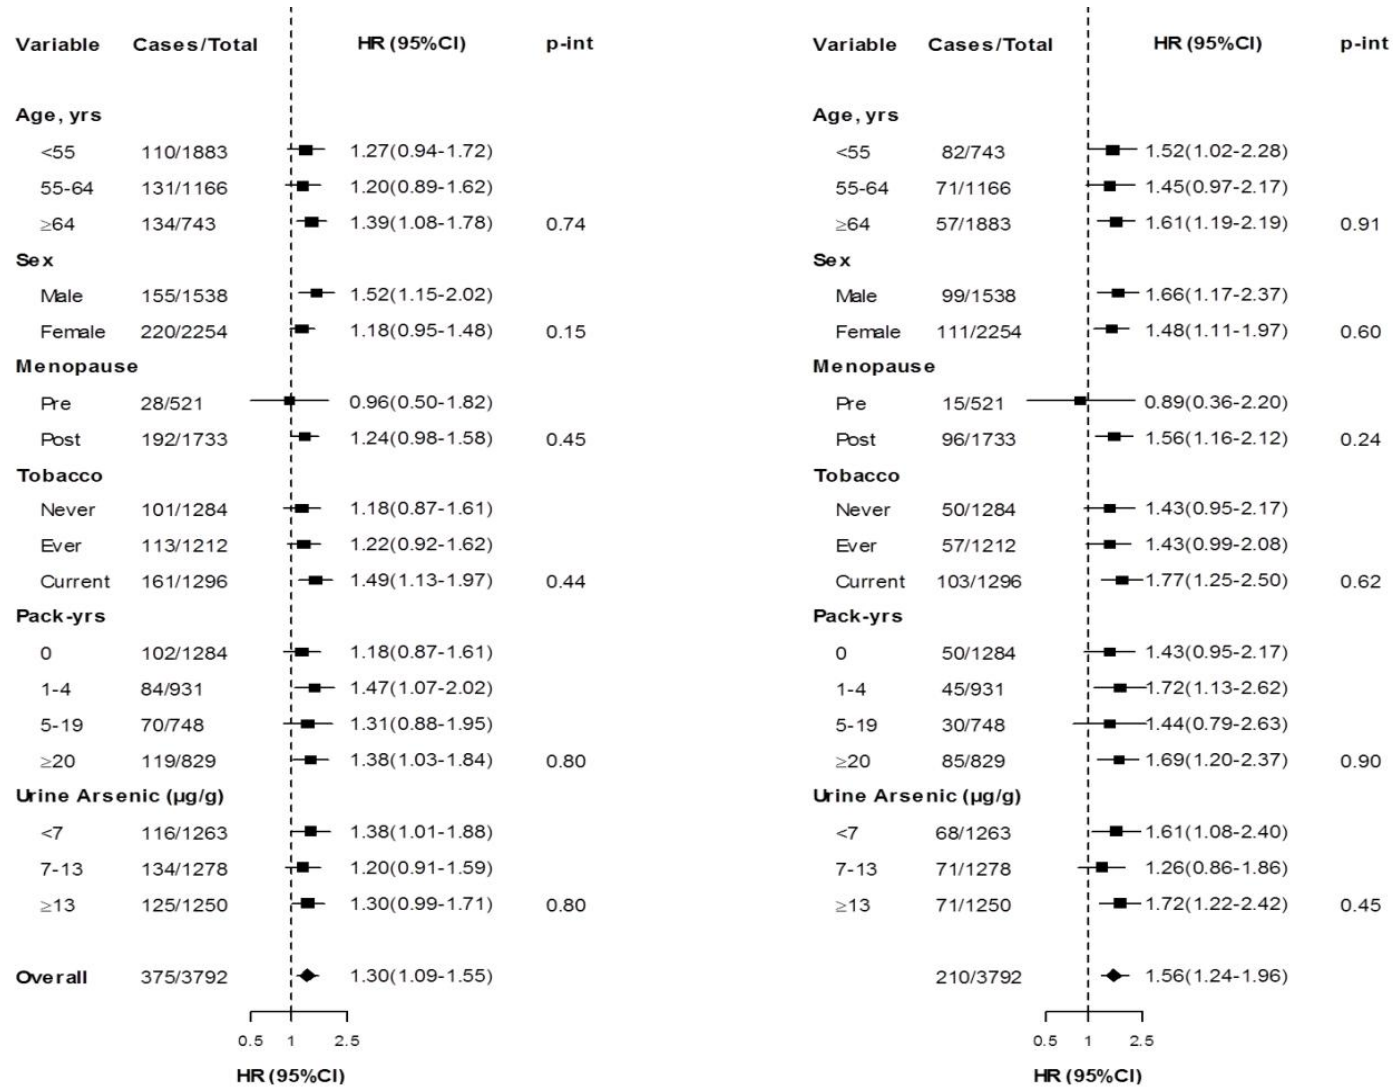 Variable Cases/Total HR (95%CI) p-int
Age, yrs
<55 110/1883 1.27(0.94-1.72)
55-64 131/1166 1.20(0.89-1.62)
≥64 134/743 1.39(1.08-1.78) 0.74
Sex
Male 155/1538 1.52(1.15-2.02)
Female 220/2254 1.18(0.95-1.48) 0.15
Menopause
Pre 28/521 0.96(0.50-1.82)
Post 192/1733 1.24(0.98-1.58) 0.45
Tobacco
Never 101/1284 1.18(0.87-1.61)
Ever 113/1212 1.22(0.92-1.62)
Current 161/1296 1.49(1.13-1.97) 0.44
Pack-yrs
0 102/1284 1.18(0.87-1.61)
1-4 84/931 1.47(1.07-2.02)
5-19 70/748 1.31(0.88-1.95)
≥20 119/829 1.38(1.03-1.84) 0.80
Urine Arsenic (µg/g)
<7 116/1263 1.38(1.01-1.88)
7-13 134/1278 1.20(0.91-1.59)
≥13 125/1250 1.30(0.99-1.71) 0.80
Overall 375/3792 1.30(1.09-1.55)
0.5 1 2.5
HR (95%CI)
Variable Cases/Total HR (95%CI) p-int
Age, yrs
<55 82/743 1.52(1.02-2.28)
55-64 71/1166 1.45(0.97-2.17)
≥64 57/1883 1.61(1.19-2.19) 0.91
Sex
Male 99/1538 1.66(1.17-2.37)
Female 111/2254 1.48(1.11-1.97) 0.60
Menopause
Pre 15/521 0.89(0.36-2.20)
Post 96/1733 1.56(1.16-2.12) 0.24
Tobacco
Never 50/1284 1.43(0.95-2.17)
Ever 57/1212 1.43(0.99-2.08)
Current 103/1296 1.77(1.25-2.50) 0.62
Pack-yrs
0 50/1284 1.43(0.95-2.17)
1-4 45/931 1.72(1.13-2.62)
5-19 30/748 1.44(0.79-2.63)
≥20 85/829 1.69(1.20-2.37) 0.90
Urine Arsenic (µg/g)
<7 68/1263 1.61(1.08-2.40)
7-13 71/1278 1.26(0.86-1.86)
≥13 71/1250 1.72(1.22-2.42) 0.45
210/3792 1.56(1.24-1.96)
0.5 1 2.5
HR (95%CI)